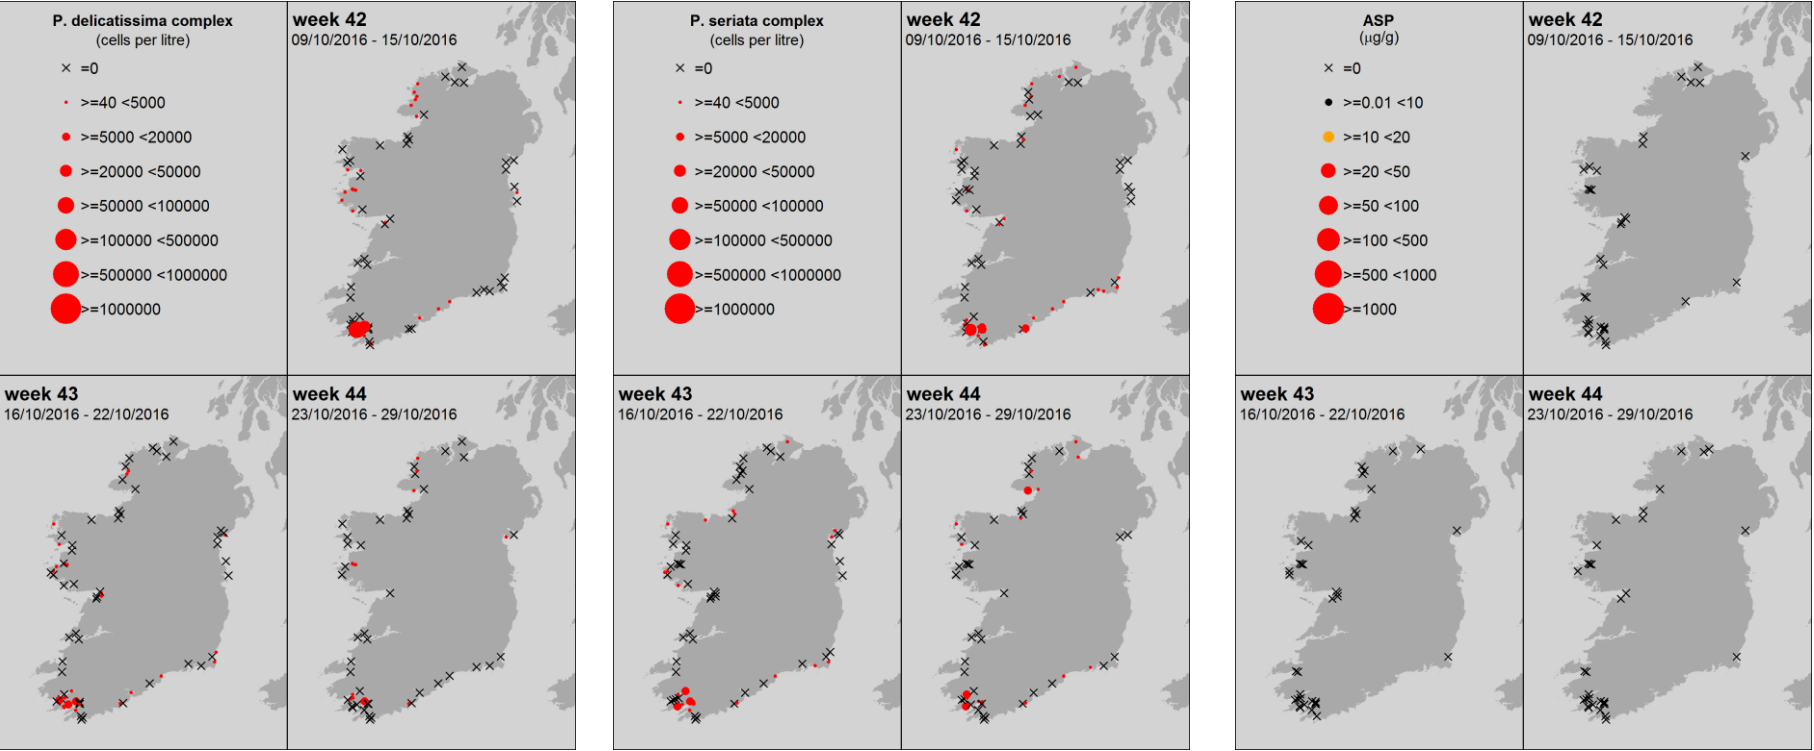 P. delicatissima complex
(cells per litre)
=0
>=40 <5000
>=5000 <20000
>=20000 <50000
>=50000 <100000
>=100000 <500000
>=500000 <1000000
>=1000000
week 42
09/10/2016 - 15/10/2016
week 43
16/10/2016 - 22/10/2016
week 44
23/10/2016 - 29/10/2016
P. seriata complex
(cells per litre)
=0
>=40 <5000
>=5000 <20000
>=20000 <50000
>=50000 <100000
>=100000 <500000
>=500000 <1000000
>=1000000
week 42
09/10/2016 - 15/10/2016
week 43
16/10/2016 - 22/10/2016
week 44
23/10/2016 - 29/10/2016
ASP
(µg/g)
=0
>=0.01 <10
>=10 <20
>=20 <50
>=50 <100
>=100 <500
>=500 <1000
>=1000
week 42
09/10/2016 - 15/10/2016
week 43
16/10/2016 - 22/10/2016
week 44
23/10/2016 - 29/10/2016